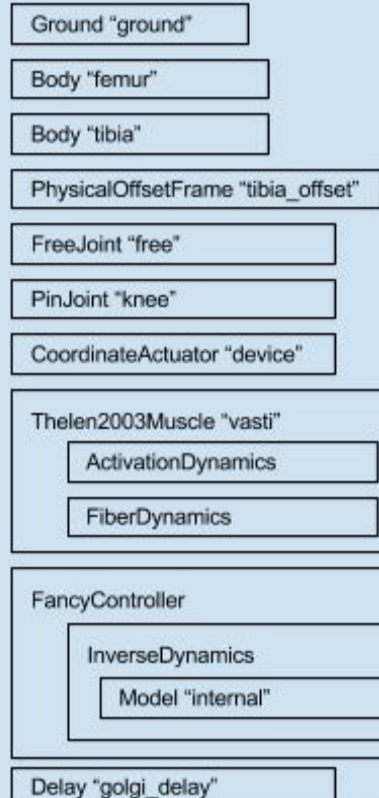 Ground “ground”
Body “femur”
Body “tibia”
PhysicalOffsetFrame “tibia_offset”
FreeJoint “free”
PinJoint “knee”
CoordinateActuator “device”
Thelen2003Muscle “vasti”
ActivationDynamics
FiberDynamics
FancyController
InverseDynamics
Model “internal”
Delay “golgi_delay”